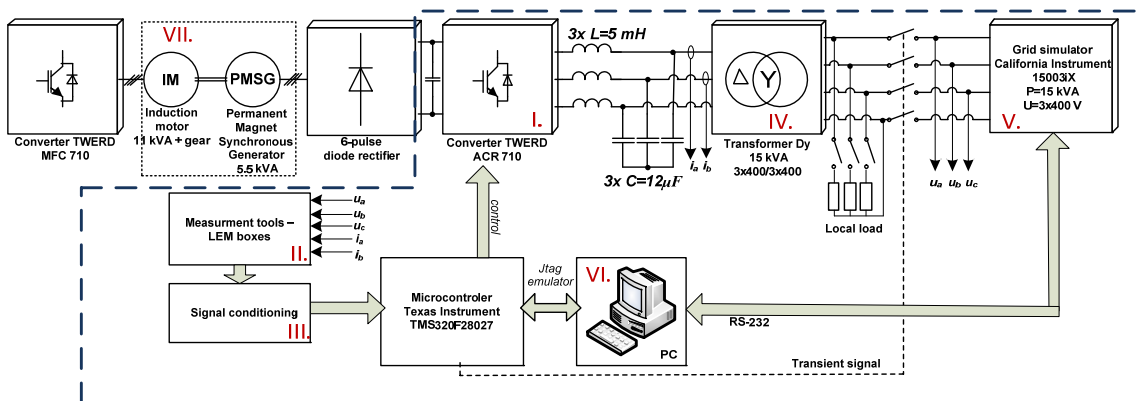 VII.
IM
PMSG
Induction
motor
11 kVA + gear
Permanent
Magnet
Synchronous
Generator
5.5 kVA
Converter TWERD
MFC 710
6-pulse
diode rectifier
I.
Converter TWERD
ACR 710
3x L=5 mH
3x C=12µF
ia ib
Δ Y
IV.
Transformer Dy
15 kVA
3x400/3x400
Local load
ua ub uc
Grid simulator
California Instrument
15003iX
P=15 kVA
U=3x400 V
V.
Measurment tools –
LEM boxes
II.
ua
ub
uc
ia
ib
Signal conditioning
III.
control
Microcontroler
Texas Instrument
TMS320F28027
Jtag
emulator
VI.
PC
RS-232
Transient signal